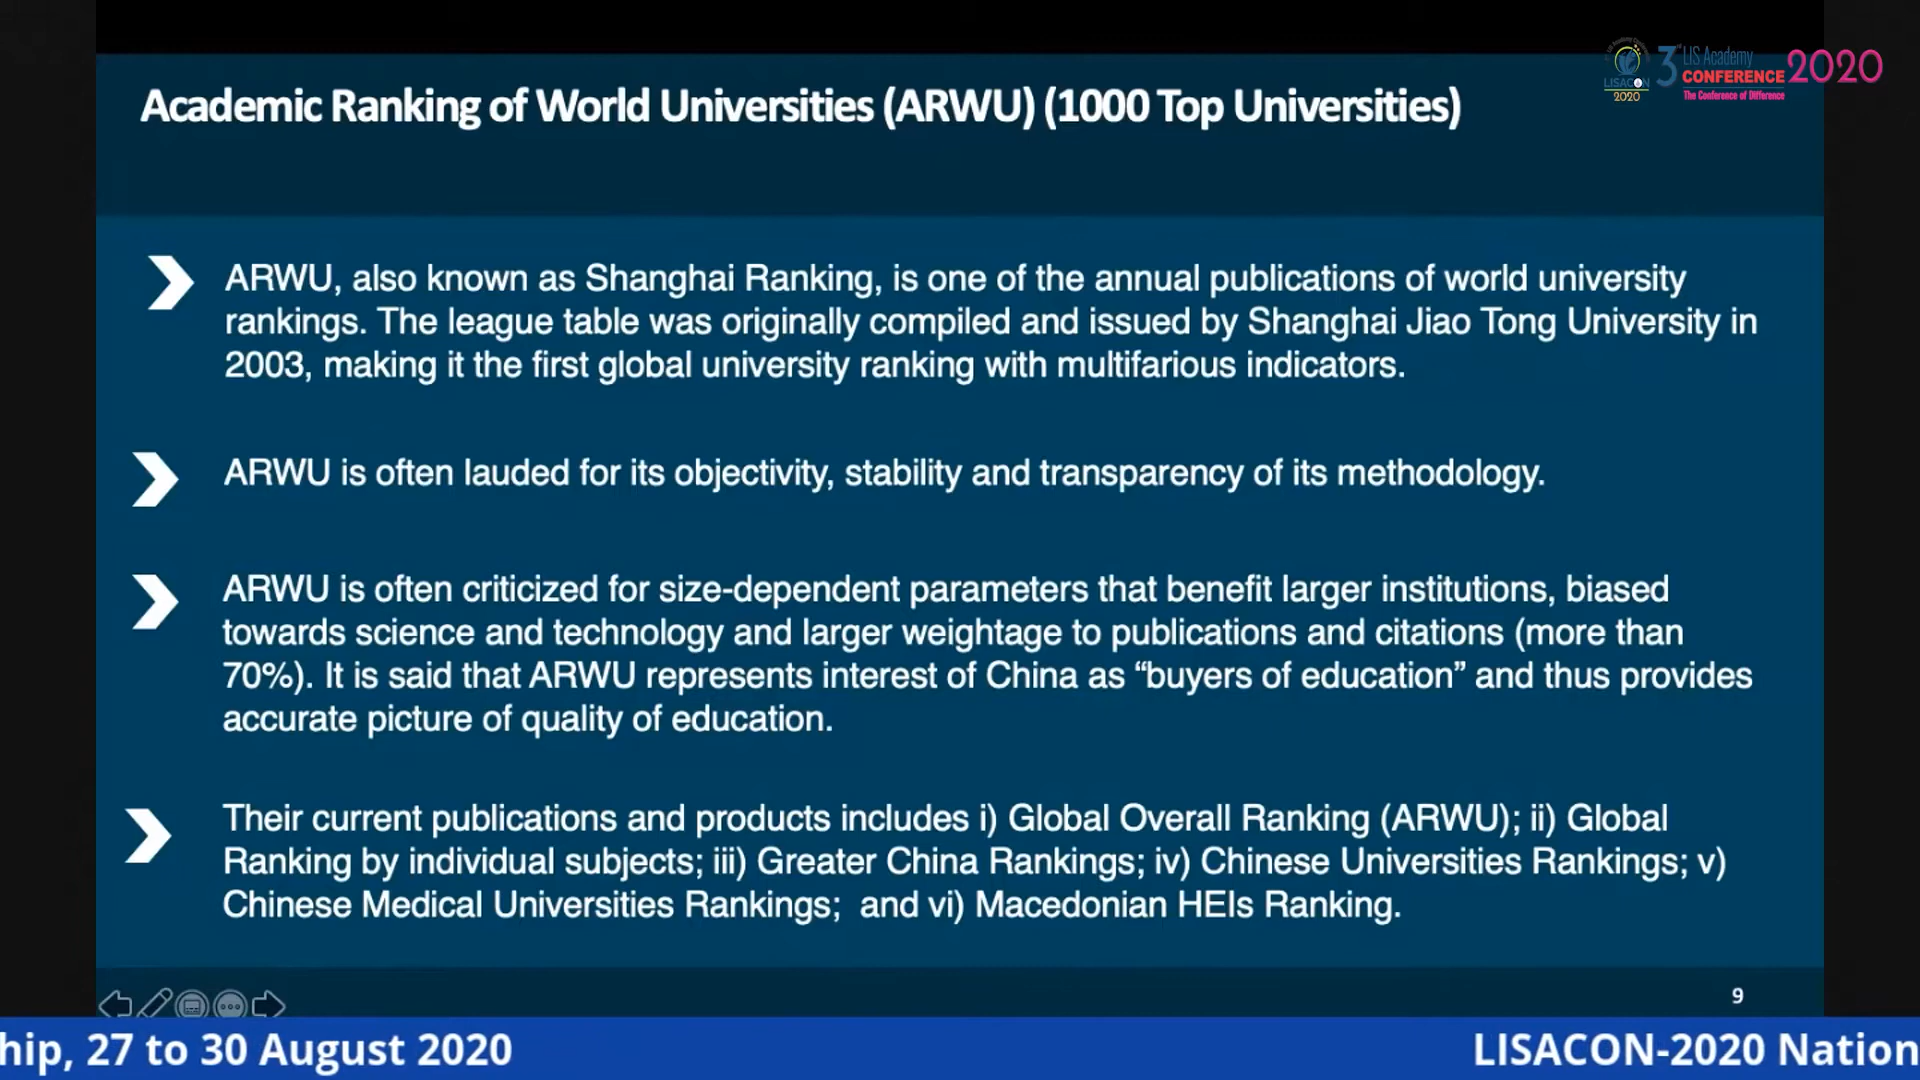 Academic Ranking of World Universities (ARWU) (1000 Top Universities)
LISACON
2020
3rd LIS Academy
CONFERENCE 2020
The Conference of Difference
ARWU, also known as Shanghai Ranking, is one of the annual publications of world university
rankings. The league table was originally compiled and issued by Shanghai Jiao Tong University in
2003, making it the first global university ranking with multifarious indicators.
ARWU is often lauded for its objectivity, stability and transparency of its methodology.
ARWU is often criticized for size-dependent parameters that benefit larger institutions, biased
towards science and technology and larger weightage to publications and citations (more than
70%). It is said that ARWU represents interest of China as “buyers of education” and thus provides
accurate picture of quality of education.
Their current publications and products includes i) Global Overall Ranking (ARWU); ii) Global
Ranking by individual subjects; iii) Greater China Rankings; iv) Chinese Universities Rankings; v)
Chinese Medical Universities Rankings;  and vi) Macedonian HEIs Ranking.
9
hip, 27 to 30 August 2020
LISACON-2020 Nation